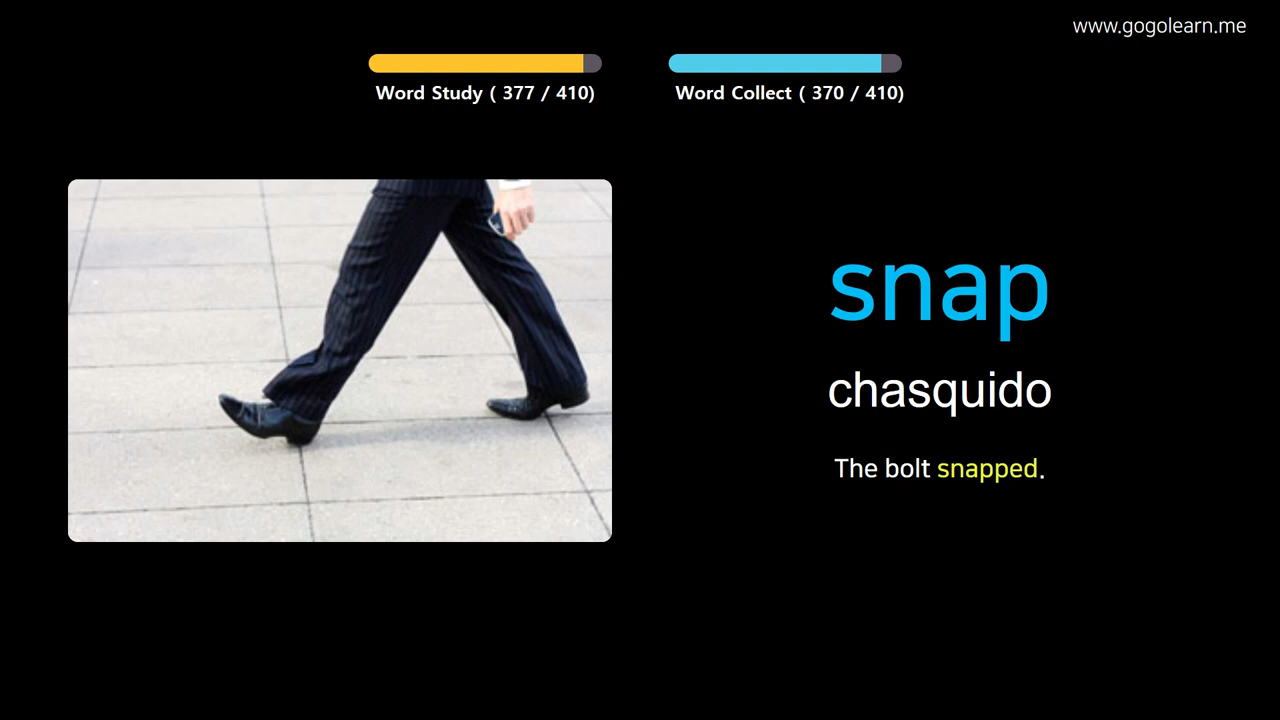 www.gogolearn.me
Word Study ( 377 / 410)
Word Collect ( 370 / 410)
snap
chasquido
The bolt snapped.